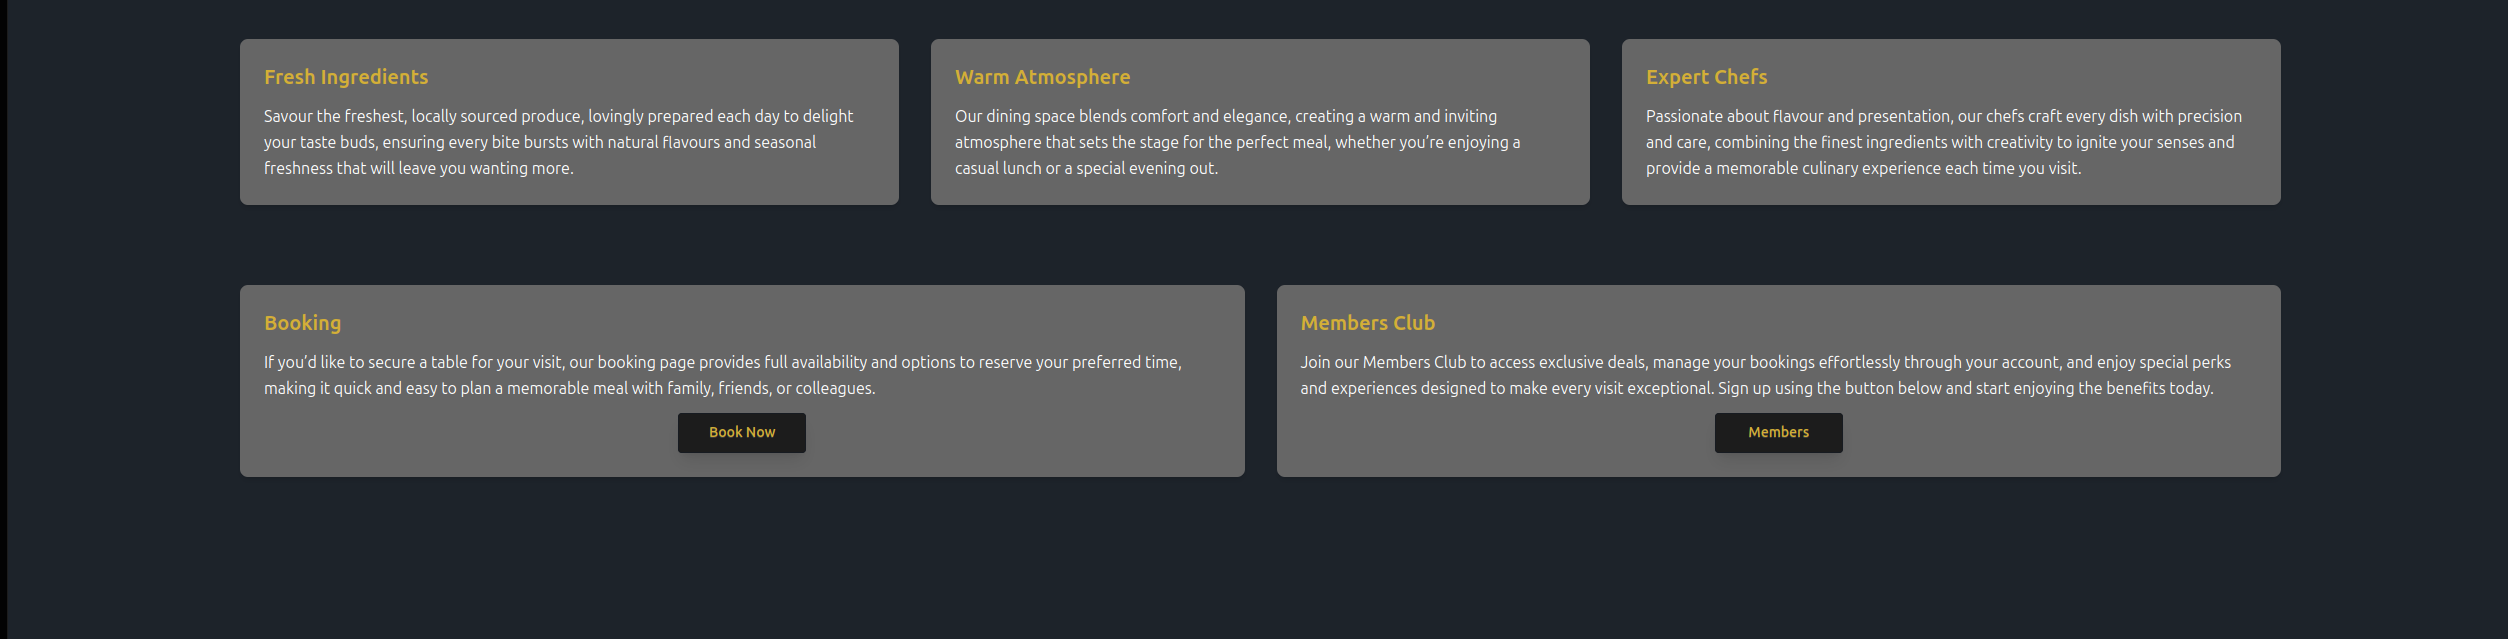 Fresh Ingredients
Savour the freshest, locally sourced produce, lovingly prepared each day to delight
your taste buds, ensuring every bite bursts with natural flavours and seasonal
freshness that will leave you wanting more.
Warm Atmosphere
Our dining space blends comfort and elegance, creating a warm and inviting
atmosphere that sets the stage for the perfect meal, whether you’re enjoying a
casual lunch or a special evening out.
Expert Chefs
Passionate about flavour and presentation, our chefs craft every dish with precision
and care, combining the finest ingredients with creativity to ignite your senses and
provide a memorable culinary experience each time you visit.
Booking
If you’d like to secure a table for your visit, our booking page provides full availability and options to reserve your preferred time,
making it quick and easy to plan a memorable meal with family, friends, or colleagues.
Book Now
Members Club
Join our Members Club to access exclusive deals, manage your bookings effortlessly through your account, and enjoy special perks
and experiences designed to make every visit exceptional. Sign up using the button below and start enjoying the benefits today.
Members